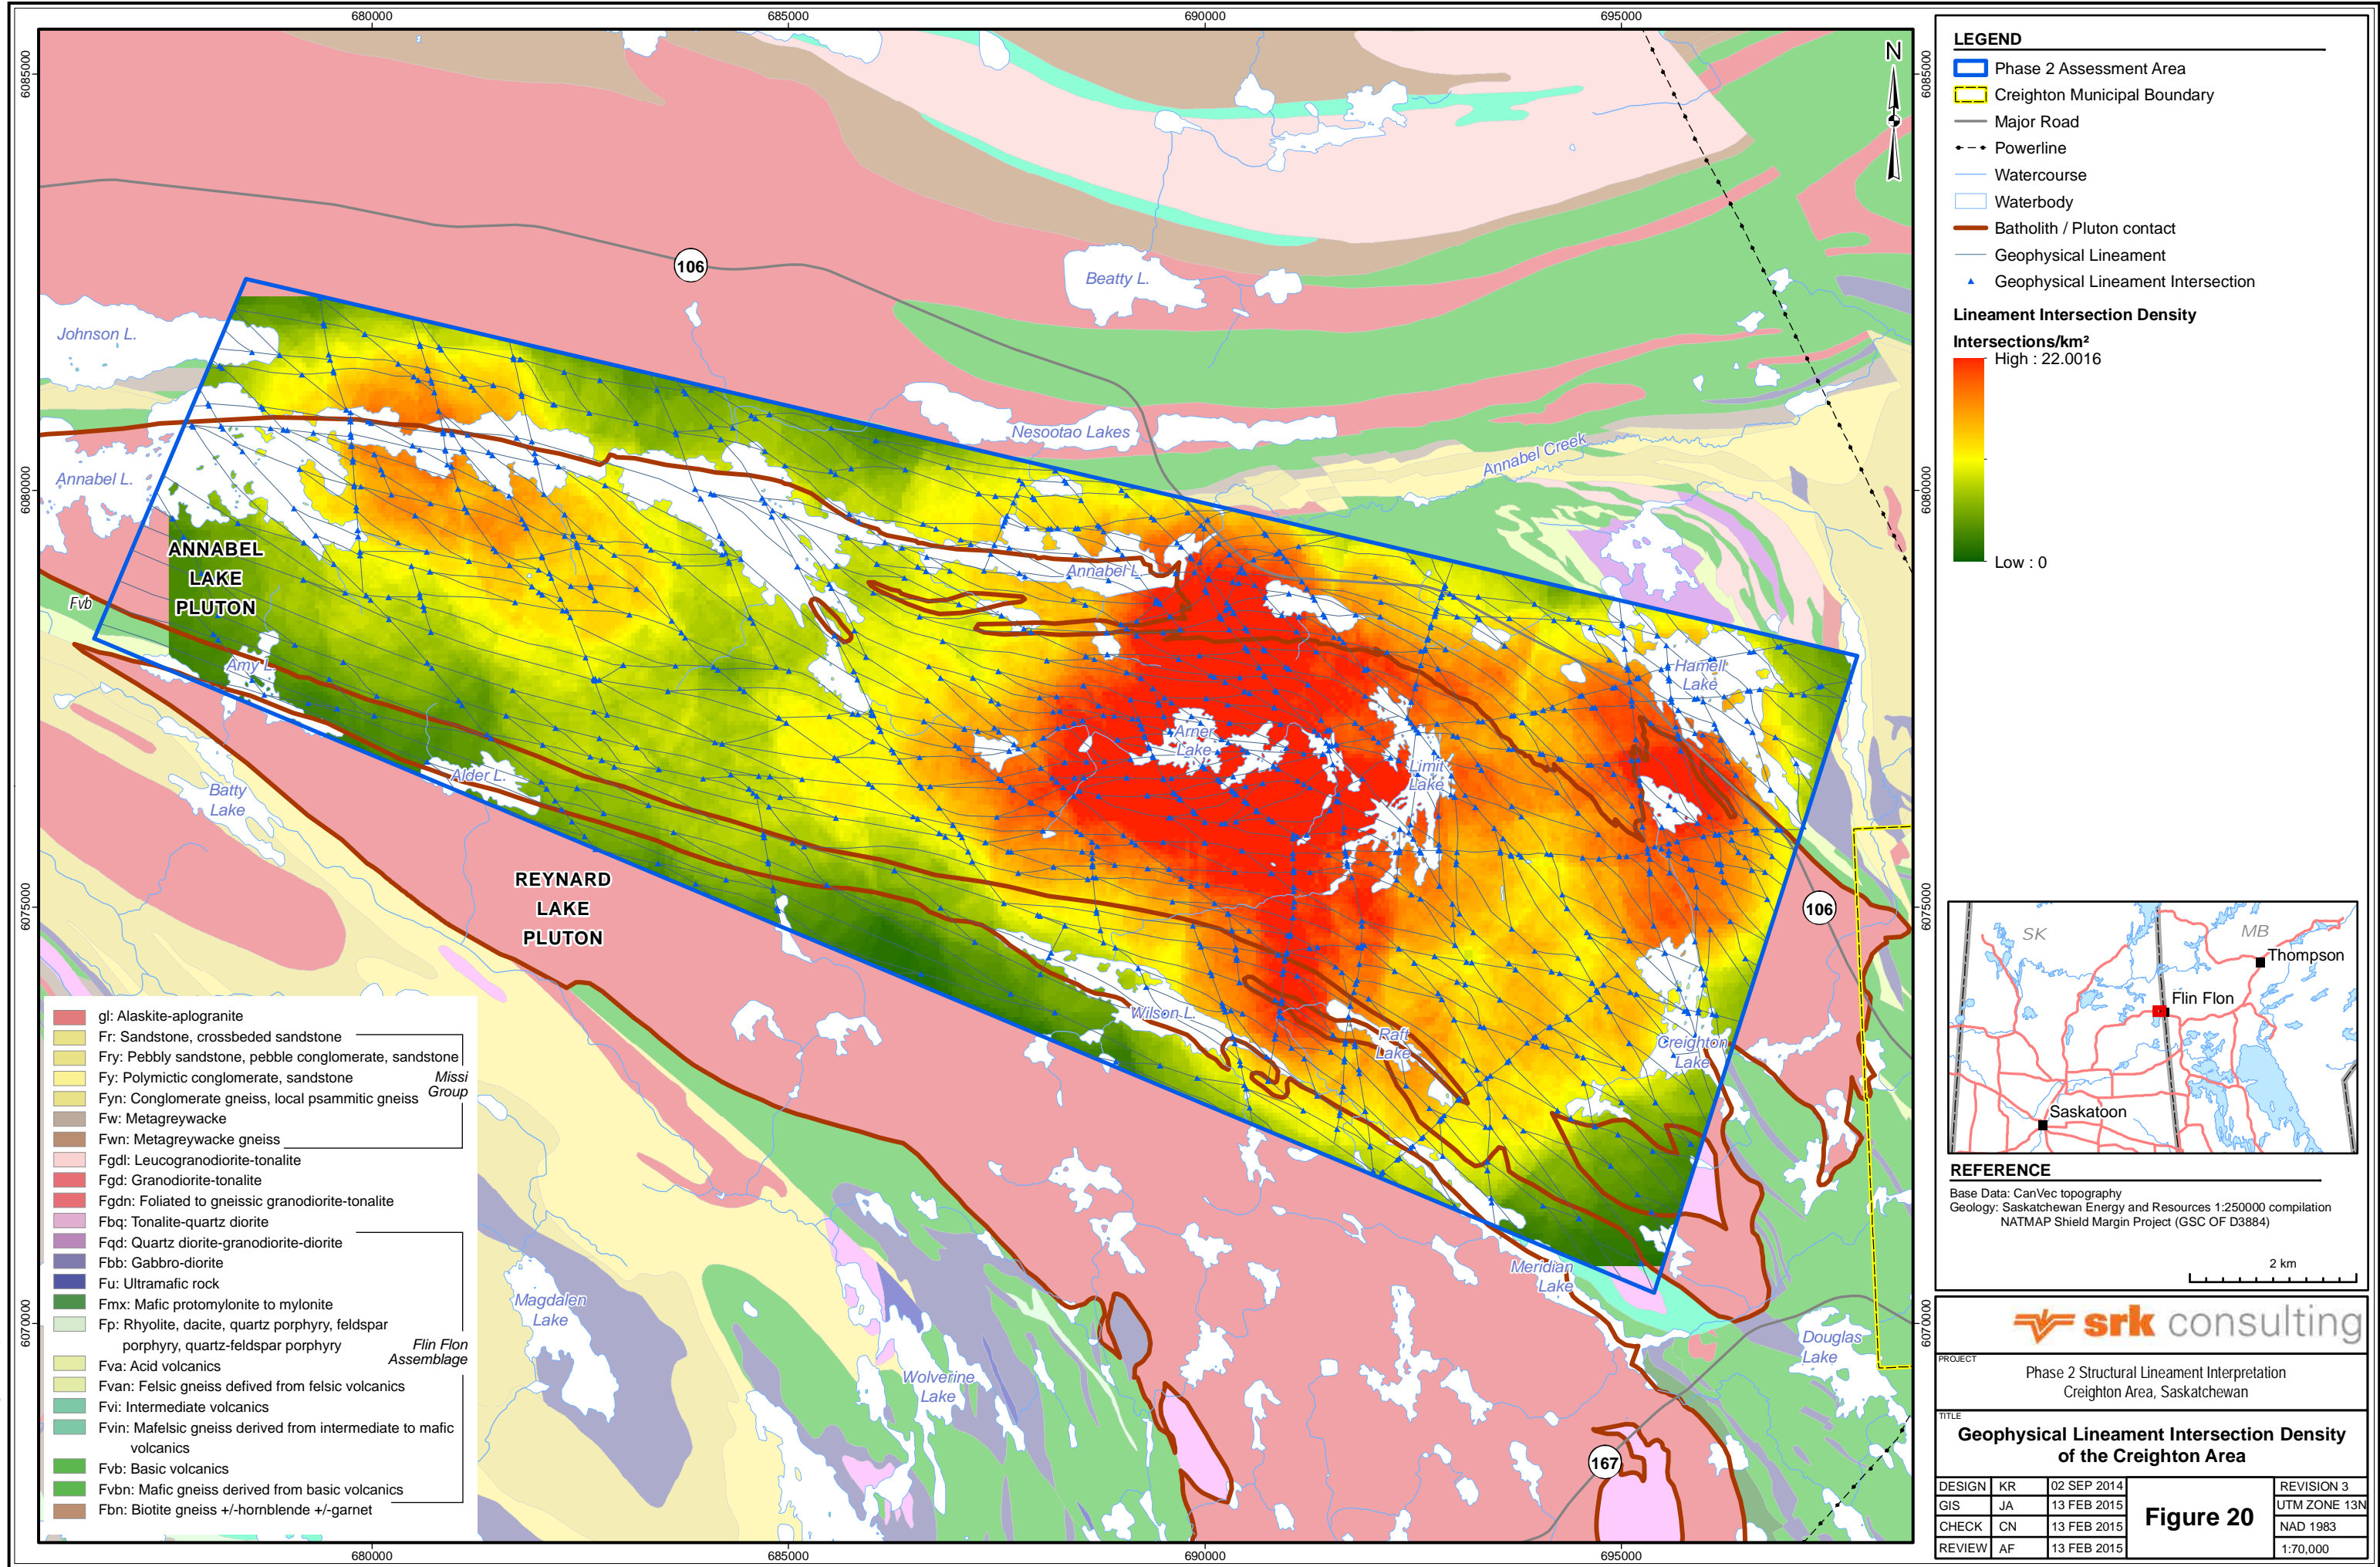 680000
685000
690000
695000
6085000
6080000
6075000
6070000
6085000
6080000
6075000
6070000
680000
685000
690000
695000
N
106
Johnson L.
Beatty L.
Nesootao Lakes
Annabel Creek
Annabel L.
ANNABEL
LAKE
PLUTON
Fvb
Annabel L.
Amy L.
Hamell
Lake
Arner
Lake
Limit
Lake
Alder L.
Batty
Lake
REYNARD
LAKE
PLUTON
106
Wilson L.
Raft
Lake
Creighton
Lake
Meridian
Lake
Magdalen
Lake
Wolverine
Lake
Douglas
Lake
167
gl: Alaskite-aplogranite
Fr: Sandstone, crossbeded sandstone
Fry: Pebbly sandstone, pebble conglomerate, sandstone
Fy: Polymictic conglomerate, sandstone
Fyn: Conglomerate gneiss, local psammitic gneiss
Missi
Group
Fw: Metagreywacke
Fwn: Metagreywacke gneiss
Fgdl: Leucogranodiorite-tonalite
Fgd: Granodiorite-tonalite
Fgdn: Foliated to gneissic granodiorite-tonalite
Fbq: Tonalite-quartz diorite
Fqd: Quartz diorite-granodiorite-diorite
Fbb: Gabbro-diorite
Fu: Ultramafic rock
Fmx: Mafic protomylonite to mylonite
Fp: Rhyolite, dacite, quartz porphyry, feldspar
porphyry, quartz-feldspar porphyry
Flin Flon
Assemblage
Fva: Acid volcanics
Fvan: Felsic gneiss defived from felsic volcanics
Fvi: Intermediate volcanics
Fvin: Mafelsic gneiss derived from intermediate to mafic
volcanics
Fvb: Basic volcanics
Fvbn: Mafic gneiss derived from basic volcanics
Fbn: Biotite gneiss +/-hornblende +/-garnet
LEGEND
Phase 2 Assessment Area
Creighton Municipal Boundary
Major Road
Powerline
Watercourse
Waterbody
Batholith / Pluton contact
Geophysical Lineament
Geophysical Lineament Intersection
Lineament Intersection Density
Intersections/km²
High : 22.0016
Low : 0
SK
MB
Thompson
Flin Flon
Saskatoon
REFERENCE
Base Data: CanVec topography
Geology: Saskatchewan Energy and Resources 1:250000 compilation
NATMAP Shield Margin Project (GSC OF D3884)
2 km
srk consulting
PROJECT
Phase 2 Structural Lineament Interpretation
Creighton Area, Saskatchewan
TITLE
Geophysical Lineament Intersection Density
of the Creighton Area
DESIGN KR 02 SEP 2014
GIS JA 13 FEB 2015
CHECK CN 13 FEB 2015
REVIEW AF 13 FEB 2015
Figure 20
REVISION 3
UTM ZONE 13N
NAD 1983
1:70,000